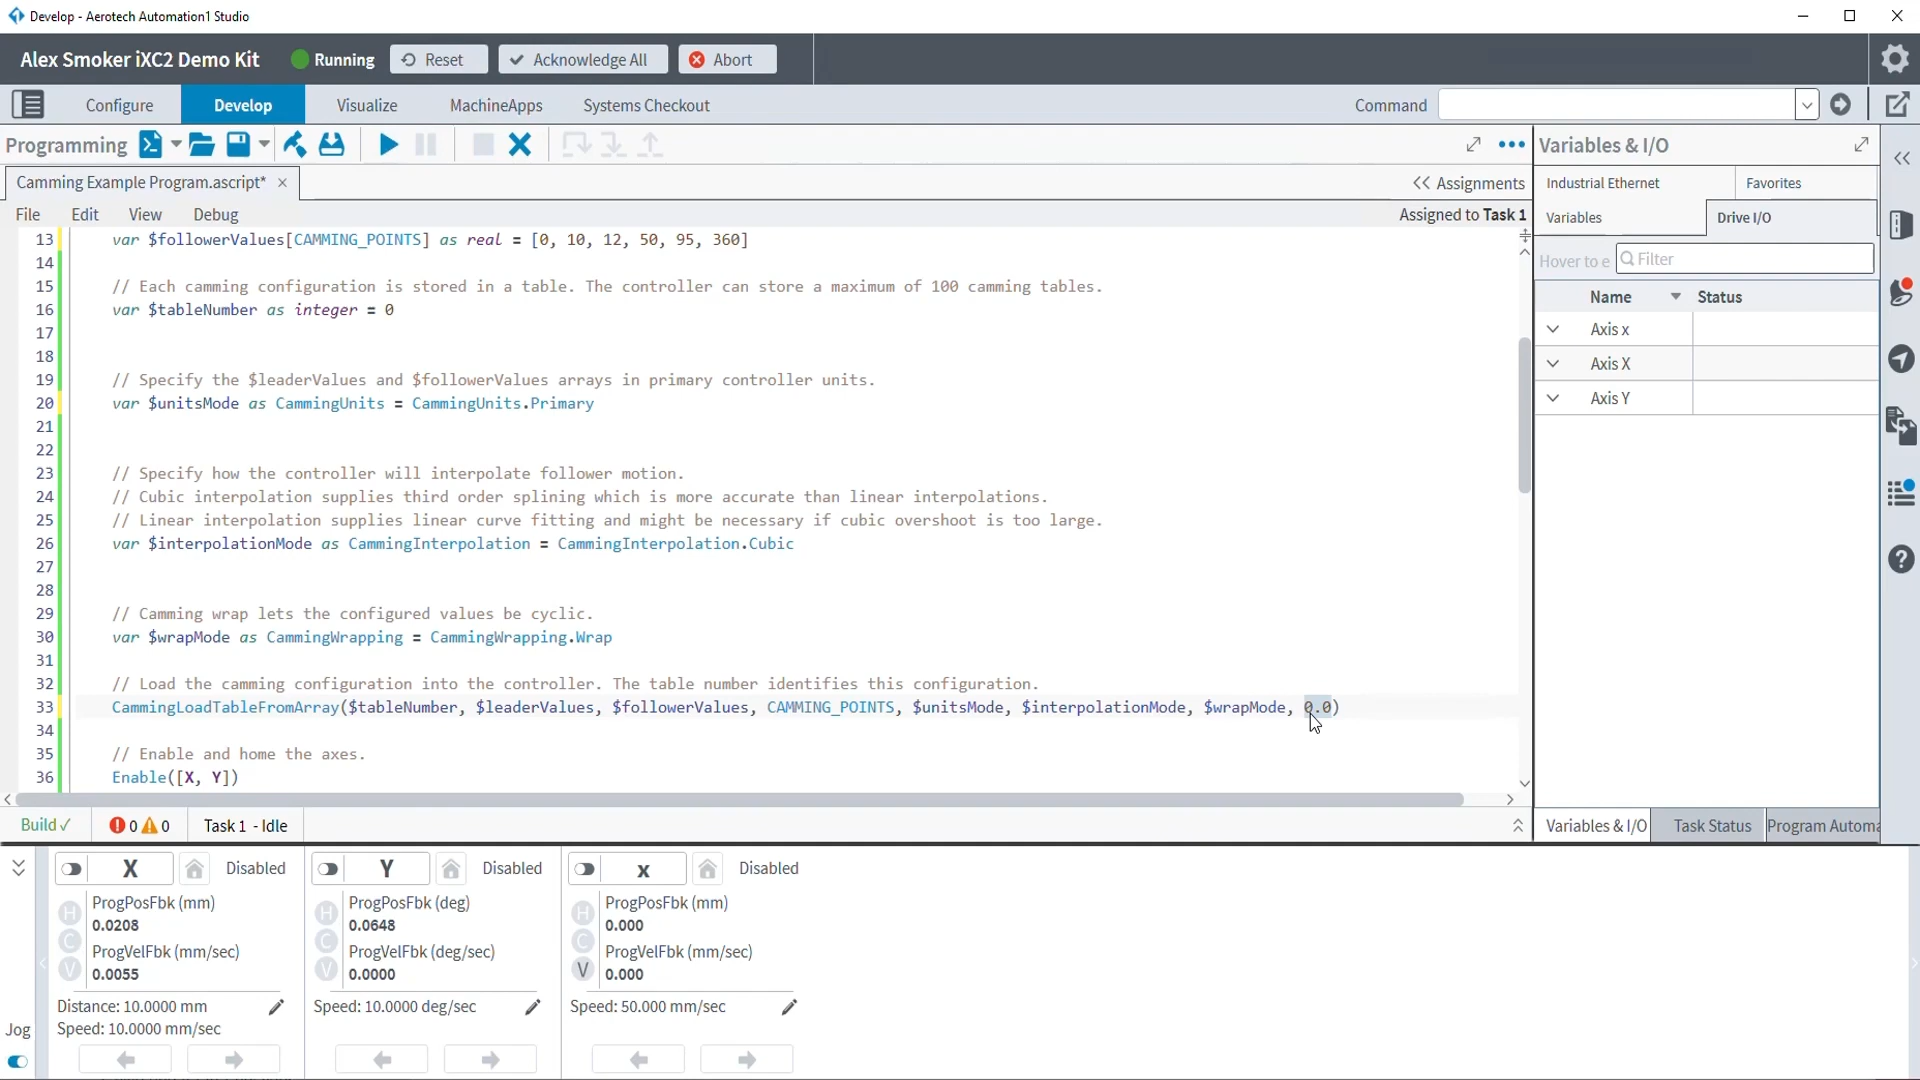 Develop - Aerotech Automation1 Studio
Alex Smoker iXC2 Demo Kit
Running
Reset
Acknowledge All
Abort
Configure
Develop
Visualize
MachineApps
Systems Checkout
Command
Programming
Variables & I/O
Camming Example Program.ascript*
Assignments
Industrial Ethernet
Favorites
File
Edit
View
Debug
Assigned to Task 1
Variables
Drive I/O
13 var $followerValues[CAMMING_POINTS] as real = [0, 10, 12, 50, 95, 360]
14
15 // Each camming configuration is stored in a table. The controller can store a maximum of 100 camming tables.
16 var $tableNumber as integer = 0
17
18
19 // Specify the $leaderValues and $followerValues arrays in primary controller units.
20 var $unitsMode as CammingUnits = CammingUnits.Primary
21
22
23 // Specify how the controller will interpolate follower motion.
24 // Cubic interpolation supplies third order splining which is more accurate than linear interpolations.
25 // Linear interpolation supplies linear curve fitting and might be necessary if cubic overshoot is too large.
26 var $interpolationMode as CammingInterpolation = CammingInterpolation.Cubic
27
28
29 // Camming wrap lets the configured values be cyclic.
30 var $wrapMode as CammingWrapping = CammingWrapping.Wrap
31
32 // Load the camming configuration into the controller. The table number identifies this configuration.
33 CammingLoadTableFromArray($tableNumber, $leaderValues, $followerValues, CAMMING_POINTS, $unitsMode, $interpolationMode, $wrapMode, 0.0)
34
35 // Enable and home the axes.
36 Enable([X, Y])
Hover to e
Filter
Name
Status
Axis x
Axis X
Axis Y
Build ✓
0
0
Task 1 - Idle
Variables & I/O
Task Status
Program Automa
X
Disabled
ProgPosFbk (mm)
0.0208
ProgVelFbk (mm/sec)
0.0055
H
C
V
Distance: 10.0000 mm
Speed: 10.0000 mm/sec
Y
Disabled
ProgPosFbk (deg)
0.0648
ProgVelFbk (deg/sec)
0.0000
H
C
V
Speed: 10.0000 deg/sec
x
Disabled
ProgPosFbk (mm)
0.000
ProgVelFbk (mm/sec)
0.000
H
C
V
Speed: 50.000 mm/sec
Jog